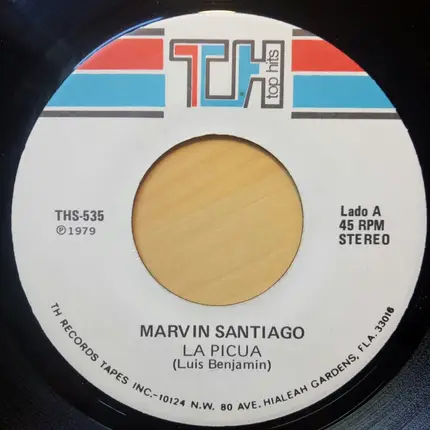 TH
top hits
THS-535
℗1979
Lado A
45 RPM
STEREO
MARVIN SANTIAGO
LA PICUA
(Luis Benjamin)
TH RECORDS TAPES INC.-10124 N.W. 80 AVE. HIALEAH GARDENS, FLA. 33016